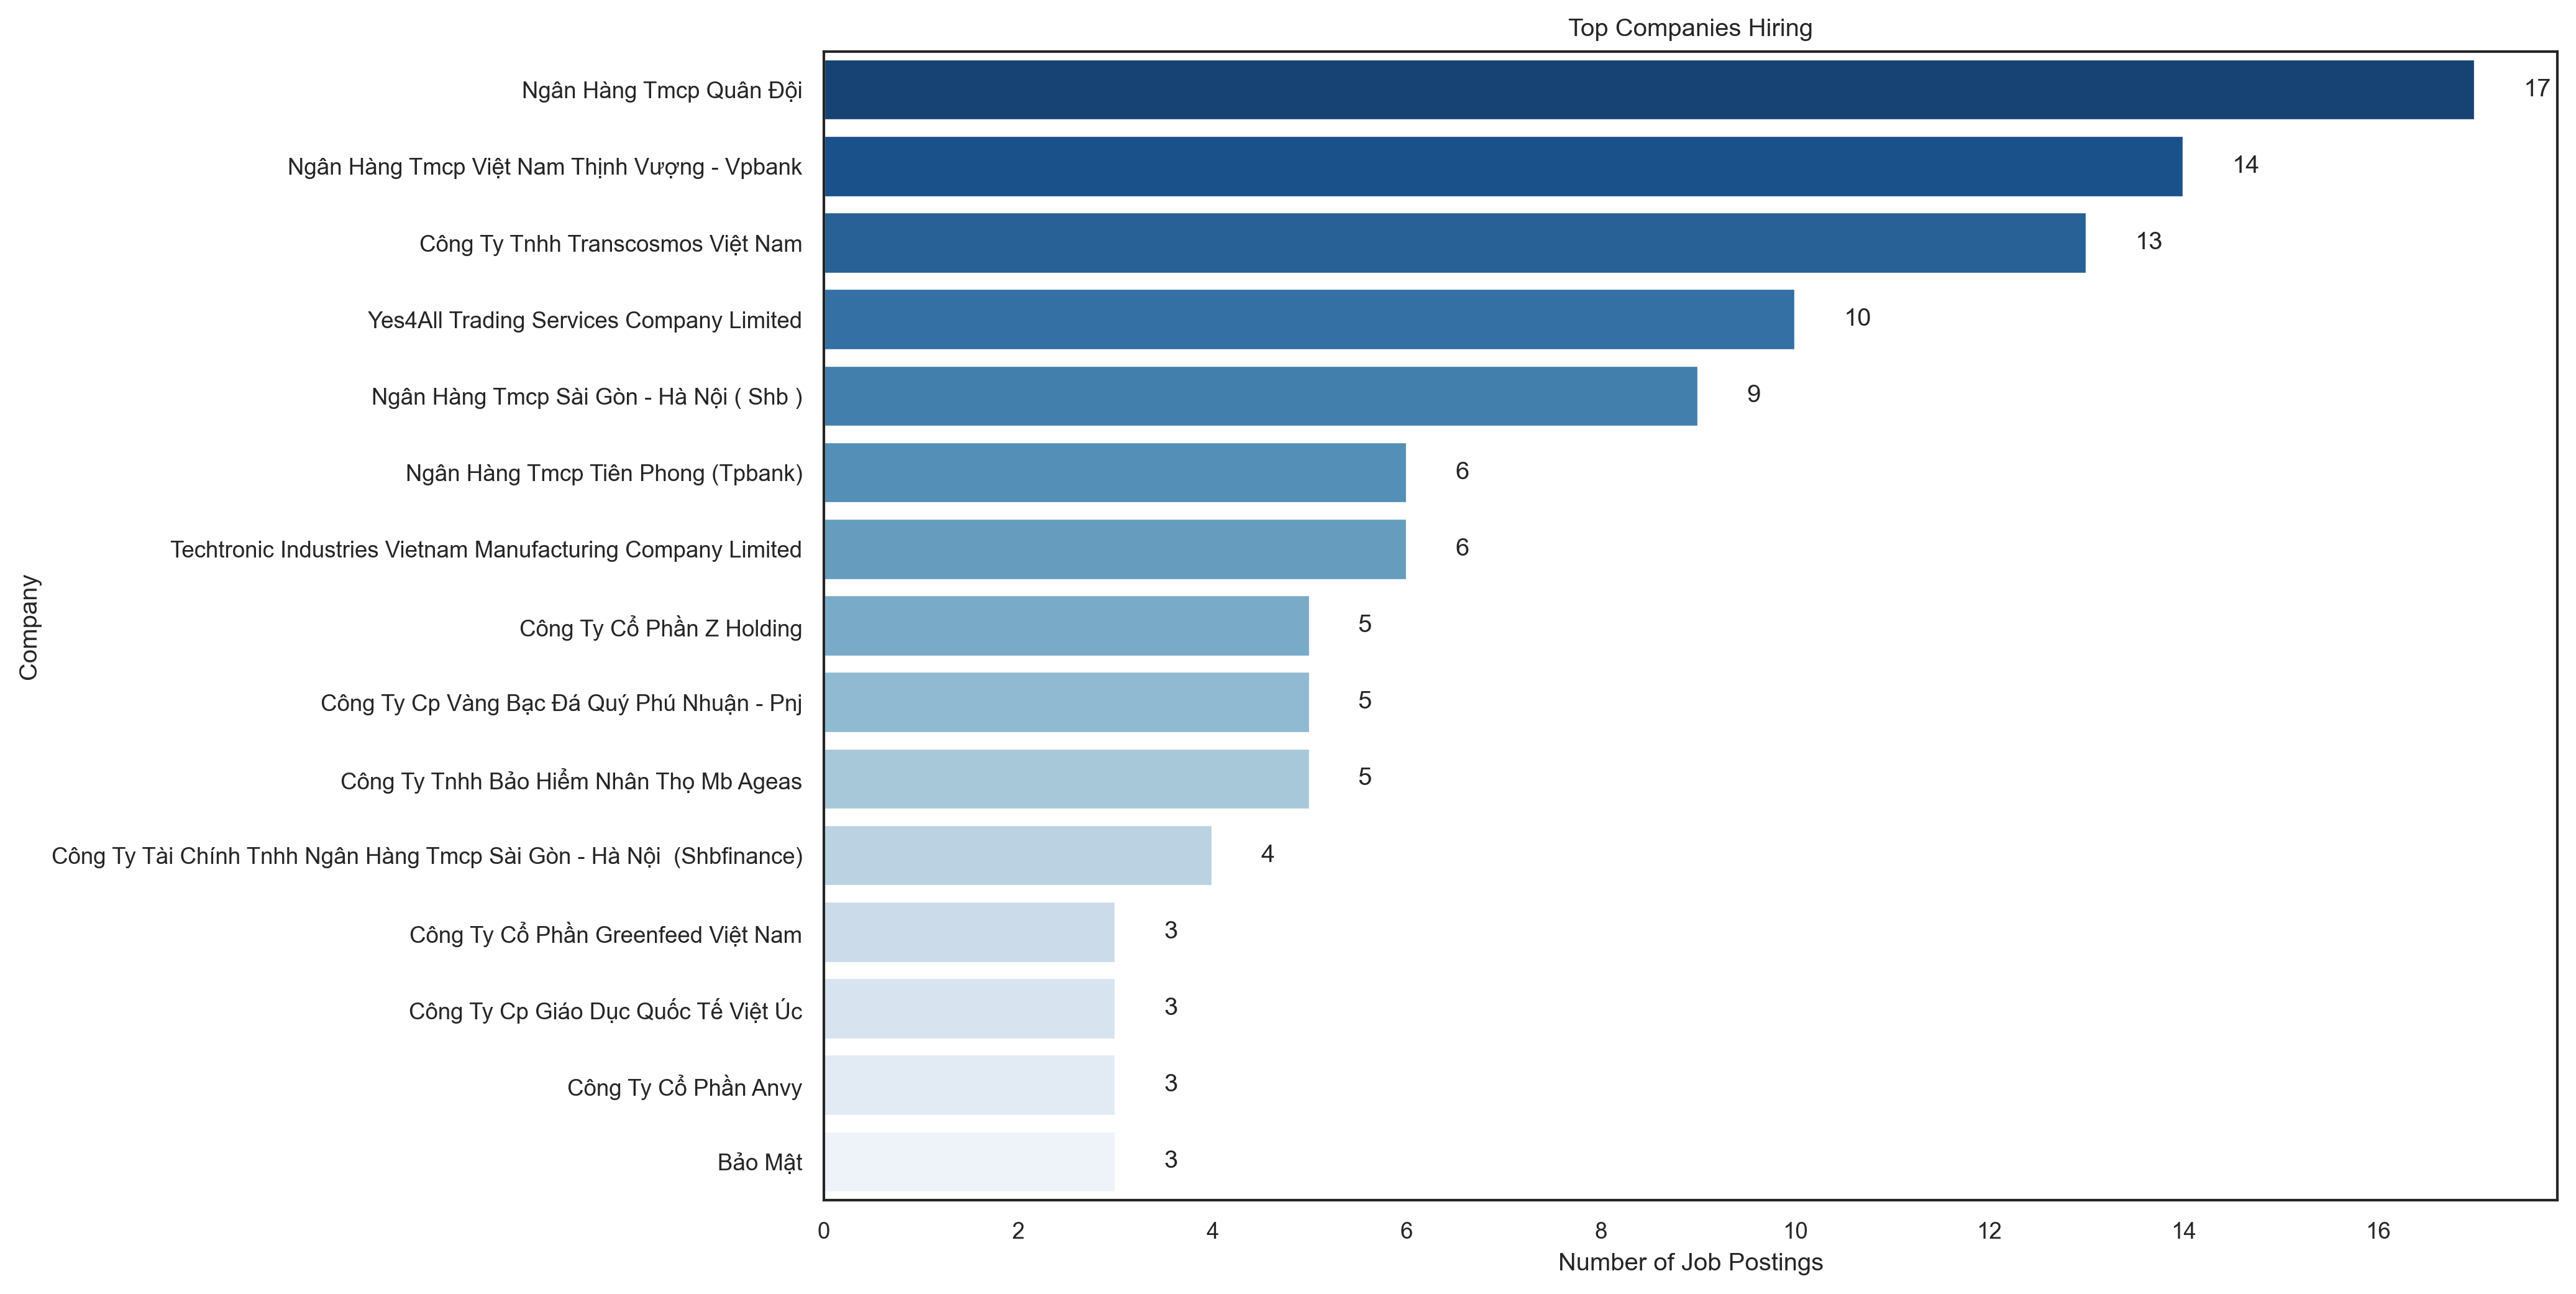 Top Companies Hiring
Ngân Hàng Tmcp Quân Đội 17
Ngân Hàng Tmcp Việt Nam Thịnh Vượng - Vpbank 14
Công Ty Tnhh Transcosmos Việt Nam 13
Yes4All Trading Services Company Limited 10
Ngân Hàng Tmcp Sài Gòn - Hà Nội ( Shb ) 9
Ngân Hàng Tmcp Tiên Phong (Tpbank) 6
Techtronic Industries Vietnam Manufacturing Company Limited 6
Công Ty Cổ Phần Z Holding 5
Công Ty Cp Vàng Bạc Đá Quý Phú Nhuận - Pnj 5
Công Ty Tnhh Bảo Hiểm Nhân Thọ Mb Ageas 5
Công Ty Tài Chính Tnhh Ngân Hàng Tmcp Sài Gòn - Hà Nội  (Shbfinance) 4
Công Ty Cổ Phần Greenfeed Việt Nam 3
Công Ty Cp Giáo Dục Quốc Tế Việt Úc 3
Công Ty Cổ Phần Anvy 3
Bảo Mật 3
Company
0 2 4 6 8 10 12 14 16
Number of Job Postings